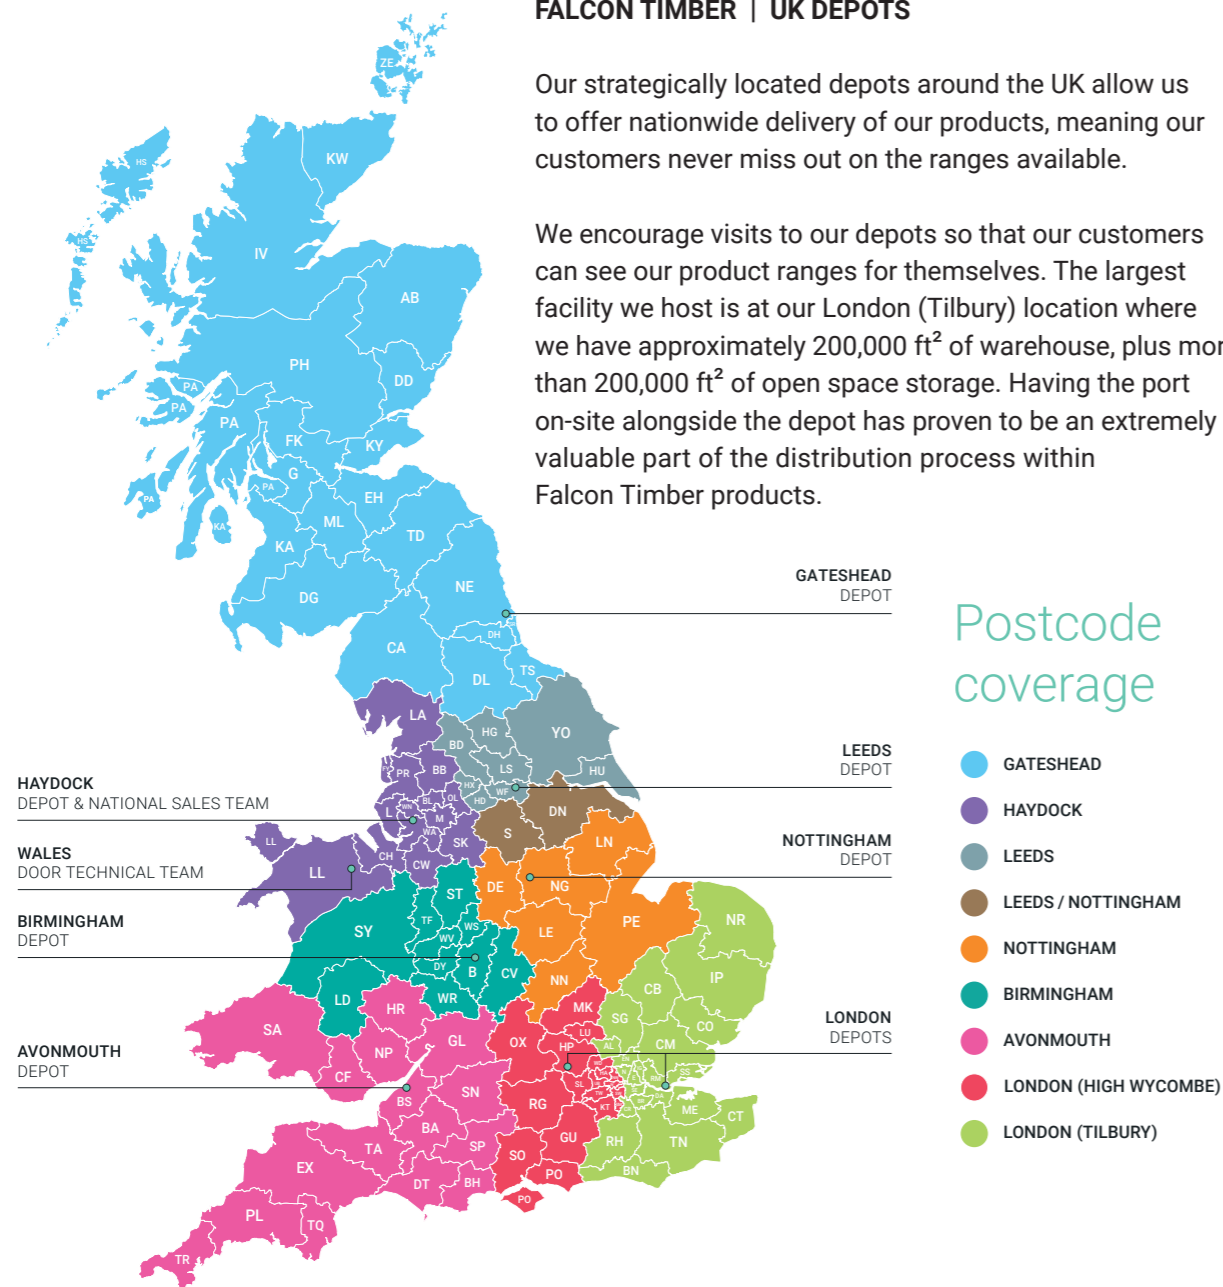 FALCON TIMBER | UK DEPOTS
Our strategically located depots around the UK allow us
to offer nationwide delivery of our products, meaning our
customers never miss out on the ranges available.
We encourage visits to our depots so that our customers
can see our product ranges for themselves. The largest
facility we host is at our London (Tilbury) location where
we have approximately 200,000 ft² of warehouse, plus mor
than 200,000 ft² of open space storage. Having the port
on-site alongside the depot has proven to be an extremely
valuable part of the distribution process within
Falcon Timber products.
ZE
KW
HS
HS
IV
AB
PH
DD
PA
PA
PA
FK
KY
G
PA
PA
EH
ML
KA
TD
KA
DG
NE
DH
CA
DL
TS
GATESHEAD
DEPOT
LA
HG
YO
BD
LS
HU
FY
PR
BB
HX
WF
HD
LEEDS
DEPOT
HAYDOCK
DEPOT & NATIONAL SALES TEAM
L
WN
BL
OL
M
WA
SK
S
DN
LN
LL
LL
CH
CW
WALES
DOOR TECHNICAL TEAM
NOTTINGHAM
DEPOT
DE
NG
ST
SY
TF
WS
WV
LE
PE
NR
BIRMINGHAM
DEPOT
DY
B
CV
NN
LD
WR
CB
IP
SA
HR
GL
MK
SG
CO
OX
LU
LONDON
DEPOTS
NP
CF
HP
AL
CM
AVONMOUTH
DEPOT
SL
SS
BS
SN
RG
KT
ME
CT
BA
TA
SP
GU
RH
TN
EX
SO
PO
BN
DT
BH
PO
PL
TQ
TR
Postcode
coverage
GATESHEAD
HAYDOCK
LEEDS
LEEDS / NOTTINGHAM
NOTTINGHAM
BIRMINGHAM
AVONMOUTH
LONDON (HIGH WYCOMBE)
LONDON (TILBURY)